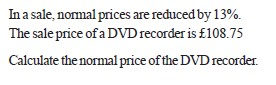 In a sale, normal prices are reduced by 13%.
The sale price of a DVD recorder is £108.75
Calculate the normal price of the DVD recorder.